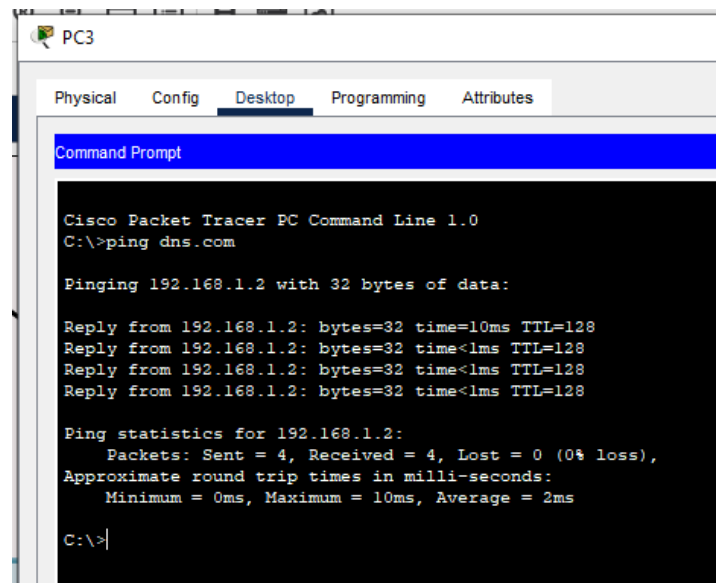 PC3
Physical Config Desktop Programming Attributes
Command Prompt
Cisco Packet Tracer PC Command Line 1.0
C:\>ping dns.com
Pinging 192.168.1.2 with 32 bytes of data:
Reply from 192.168.1.2: bytes=32 time=10ms TTL=128
Reply from 192.168.1.2: bytes=32 time<1ms TTL=128
Reply from 192.168.1.2: bytes=32 time<1ms TTL=128
Reply from 192.168.1.2: bytes=32 time<1ms TTL=128
Ping statistics for 192.168.1.2:
Packets: Sent = 4, Received = 4, Lost = 0 (0% loss),
Approximate round trip times in milli-seconds:
Minimum = 0ms, Maximum = 10ms, Average = 2ms
C:\>